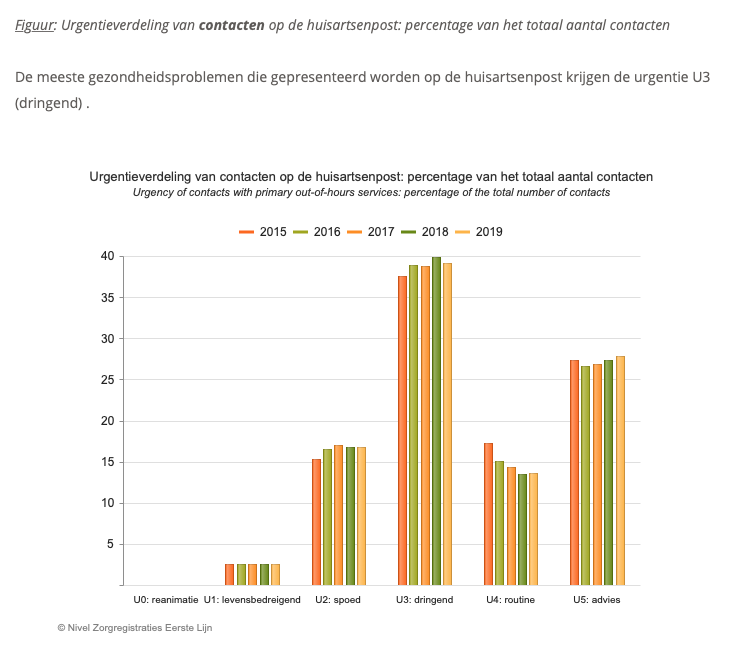 Figuur: Urgentieverdeling van contacten op de huisartsenpost: percentage van het totaal aantal contacten
De meeste gezondheidsproblemen die gepresenteerd worden op de huisartsenpost krijgen de urgentie U3
(dringend) .
Urgentieverdeling van contacten op de huisartsenpost: percentage van het totaal aantal contacten
Urgency of contacts with primary out-of-hours services: percentage of the total number of contacts
2015 2016 2017 2018 2019
40
35
30
25
20
15
10
5
U0: reanimatie U1: levensbedreigend U2: spoed U3: dringend U4: routine U5: advies
© Nivel Zorgregistraties Eerste Lijn